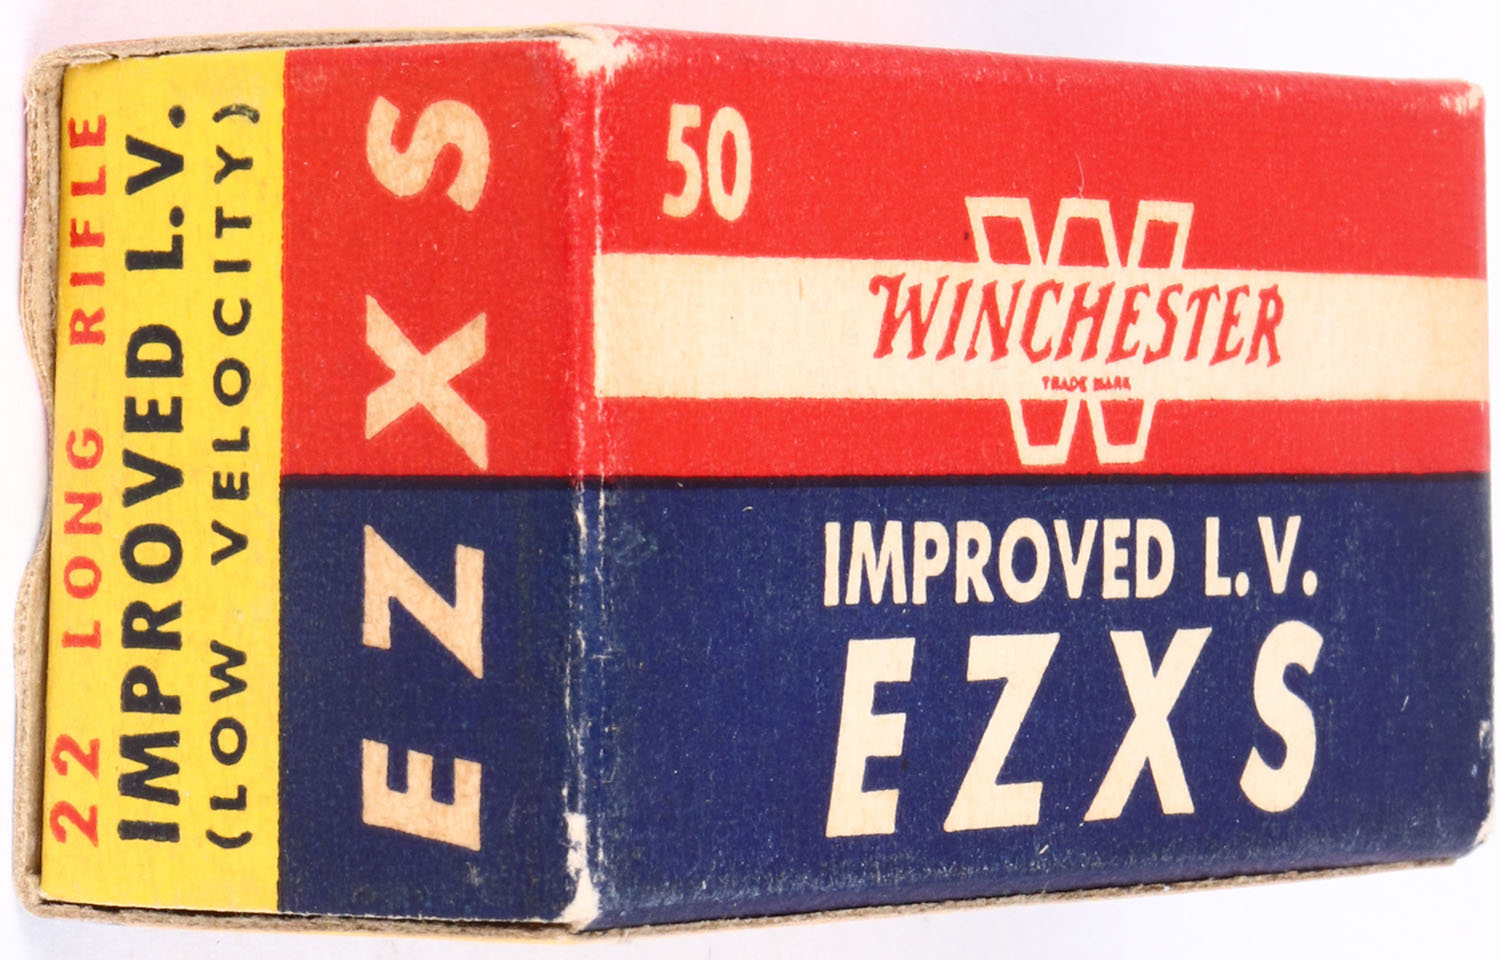 50
W
WINCHESTER
TRADE MARK
IMPROVED L.V.
EZXS
EZXS
22 LONG RIFLE
IMPROVED L.V.
(LOW VELOCITY)